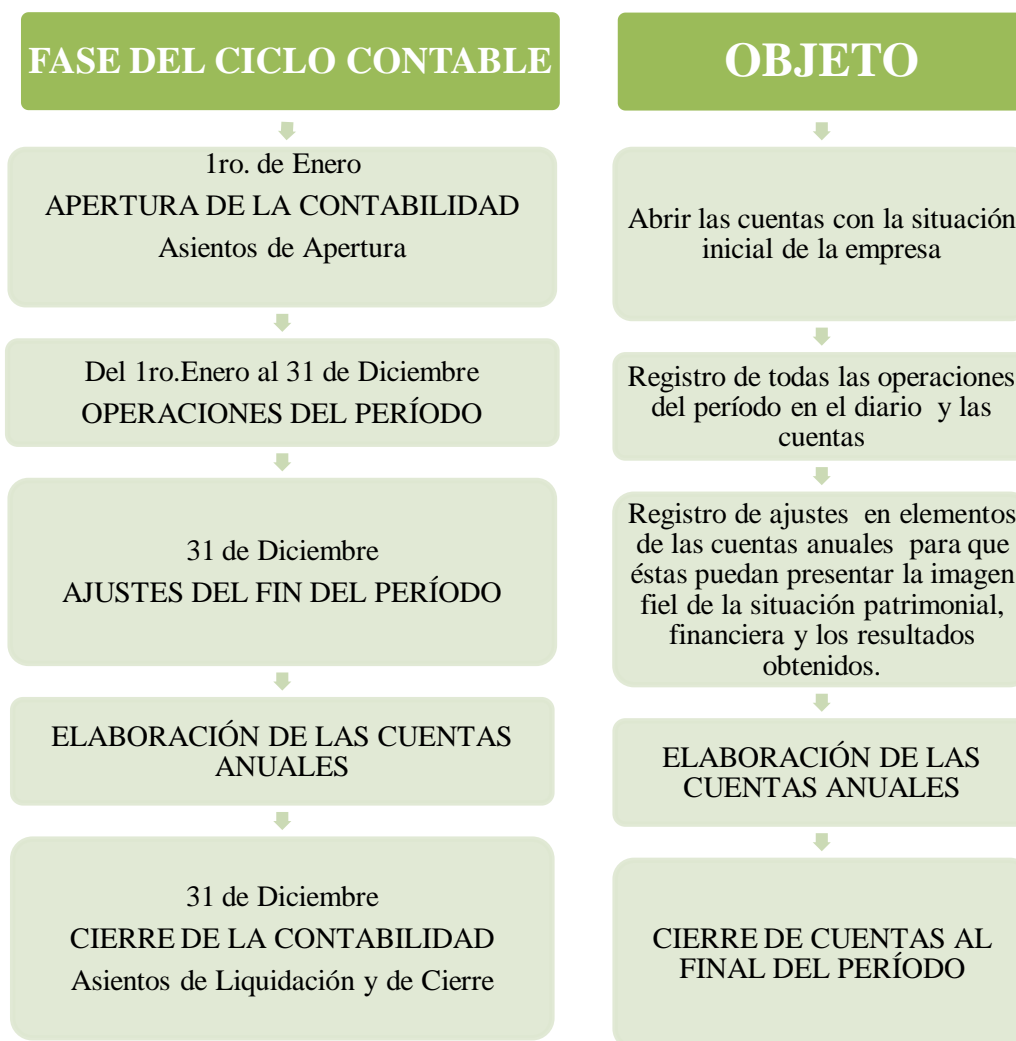 FASE DEL CICLO CONTABLE
1ro. de Enero
APERTURA DE LA CONTABILIDAD
Asientos de Apertura
Del 1ro.Enero al 31 de Diciembre
OPERACIONES DEL PERÍODO
31 de Diciembre
AJUSTES DEL FIN DEL PERÍODO
ELABORACIÓN DE LAS CUENTAS
ANUALES
31 de Diciembre
CIERRE DE LA CONTABILIDAD
Asientos de Liquidación y de Cierre
OBJETO
Abrir las cuentas con la situación
inicial de la empresa
Registro de todas las operaciones
del período en el diario y las
cuentas
Registro de ajustes en elementos
de las cuentas anuales para que
éstas puedan presentar la imagen
fiel de la situación patrimonial,
financiera y los resultados
obtenidos.
ELABORACIÓN DE LAS
CUENTAS ANUALES
CIERRE DE CUENTAS AL
FINAL DEL PERÍODO